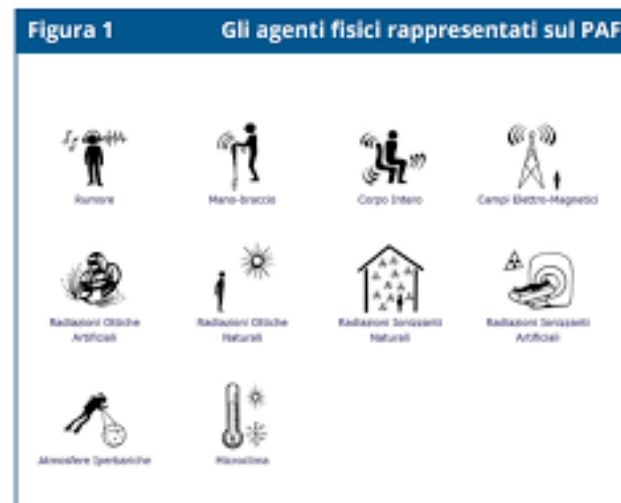 Figura 1 Gli agenti fisici rappresentati sul PAF
Rumore
Mano-braccio
Corpo Intero
Campi Elettro-Magnetici
Radiazioni Ottiche
Artificiali
Radiazioni Ottiche
Naturali
Radiazioni Ionizzanti
Naturali
Radiazioni Ionizzanti
Artificiali
Atmosfere Iperbariche
Microclima